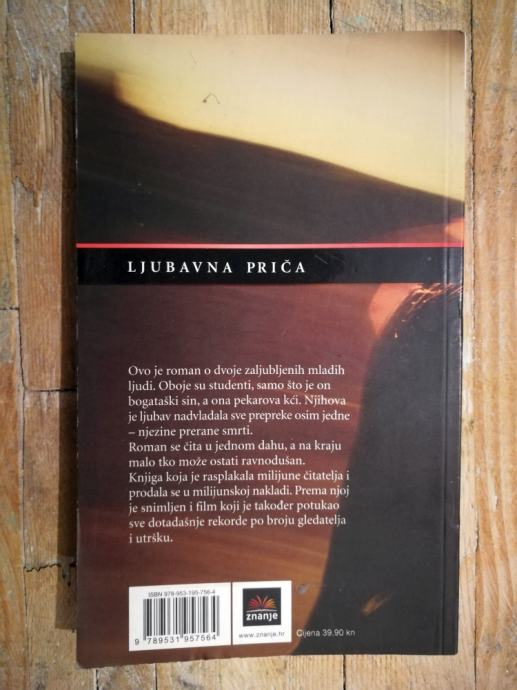 LJUBAVNA PRIČA
Ovo je roman o dvoje zaljubljenih mladih
ljudi. Oboje su studenti, samo što je on
bogataški sin, a ona pekarova kći. Njihova
je ljubav nadvladala sve prepreke osim jedne
– njezine prerane smrti.
Roman se čita u jednom dahu, a na kraju
malo tko može ostati ravnodušan.
Knjiga koja je rasplakala milijune čitatelja i
prodala se u milijunskoj nakladi. Prema njoj
je snimljen i film koji je također potukao
sve dotadašnje rekorde po broju gledatelja
i utršku.
ISBN 978-953-195-756-4
9 789531 957564
znanje
www.znanje.hr
Cijena 39.90 kn